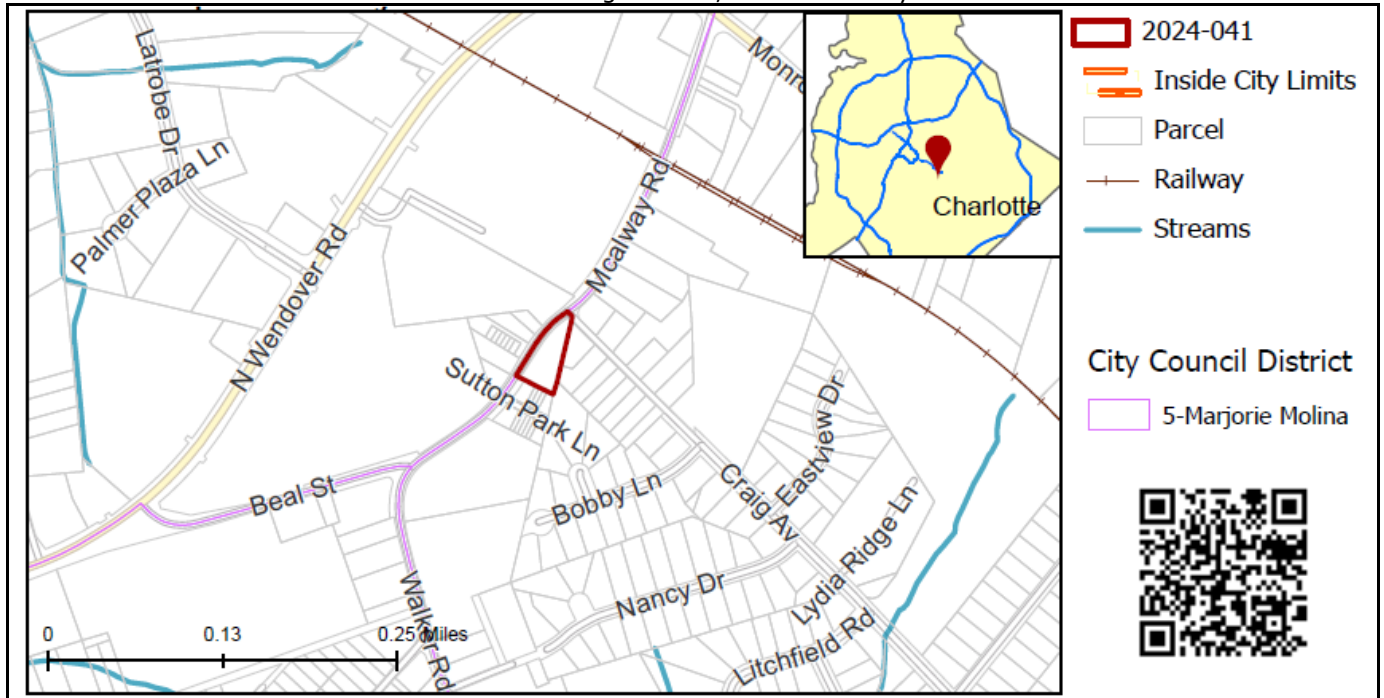 Latrobe Dr
Palmer Plaza Ln
N Wendover Rd
Mcalway Rd
Sutton Park Ln
Beal St
Walker Rd
Bobby Ln
Craig Av
Eastview Dr
Nancy Dr
Lydia Ridge Ln
Litchfield Rd
0 0.13 0.25 Miles
Charlotte
2024-041
Inside City Limits
Parcel
Railway
Streams
City Council District
5-Marjorie Molina